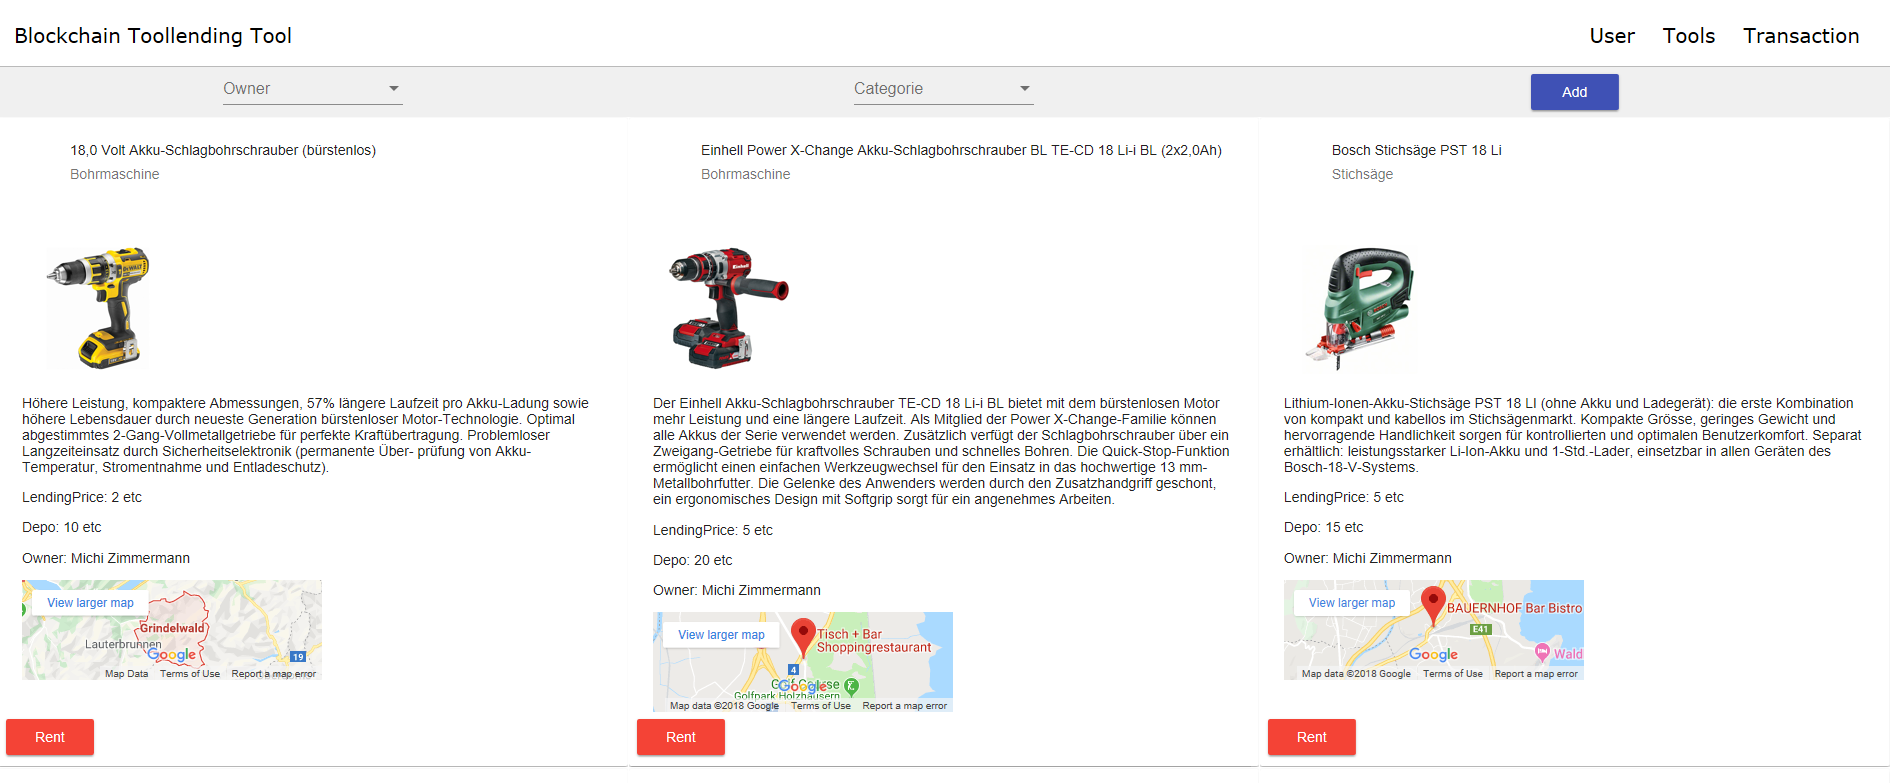 Blockchain Toollending Tool
User Tools Transaction
Owner
Categorie
Add
18,0 Volt Akku-Schlagbohrschrauber (bürstenlos)
Bohrmaschine
Höhere Leistung, kompaktere Abmessungen, 57% längere Laufzeit pro Akku-Ladung sowie
höhere Lebensdauer durch neueste Generation bürstenloser Motor-Technologie. Optimal
abgestimmtes 2-Gang-Vollmetallgetriebe für perfekte Kraftübertragung. Problemloser
Langzeiteinsatz durch Sicherheitselektronik (permanente Über- prüfung von Akku-
Temperatur, Stromentnahme und Entladeschutz).
LendingPrice: 2 etc
Depo: 10 etc
Owner: Michi Zimmermann
View larger map
Grindelwald
Lauterbrunnen
Google
19
Map Data Terms of Use Report a map error
Rent
Einhell Power X-Change Akku-Schlagbohrschrauber BL TE-CD 18 Li-i BL (2x2,0Ah)
Bohrmaschine
Einhell
Der Einhell Akku-Schlagbohrschrauber TE-CD 18 Li-i BL bietet mit dem bürstenlosen Motor
mehr Leistung und eine längere Laufzeit. Als Mitglied der Power X-Change-Familie können
alle Akkus der Serie verwendet werden. Zusätzlich verfügt der Schlagbohrschrauber über ein
Zweigang-Getriebe für kraftvolles Schrauben und schnelles Bohren. Die Quick-Stop-Funktion
ermöglicht einen einfachen Werkzeugwechsel für den Einsatz in das hochwertige 13 mm-
Metallbohrfutter. Die Gelenke des Anwenders werden durch den Zusatzhandgriff geschont,
ein ergonomisches Design mit Softgrip sorgt für ein angenehmes Arbeiten.
LendingPrice: 5 etc
Depo: 20 etc
Owner: Michi Zimmermann
View larger map
Tisch + Bar
Shoppingrestaurant
4
Google
Golfpark Holzhäusern
Map data ©2018 Google Terms of Use Report a map error
Rent
Bosch Stichsäge PST 18 Li
Stichsäge
Lithium-Ionen-Akku-Stichsäge PST 18 LI (ohne Akku und Ladegerät): die erste Kombination
von kompakt und kabellos im Stichsägenmarkt. Kompakte Grösse, geringes Gewicht und
hervorragende Handlichkeit sorgen für kontrollierten und optimalen Benutzerkomfort. Separat
erhältlich: leistungsstarker Li-Ion-Akku und 1-Std.-Lader, einsetzbar in allen Geräten des
Bosch-18-V-Systems.
LendingPrice: 5 etc
Depo: 15 etc
Owner: Michi Zimmermann
View larger map
BAUERNHOF Bar Bistro
E41
Google
Wald
Map data ©2018 Google Terms of Use Report a map error
Rent